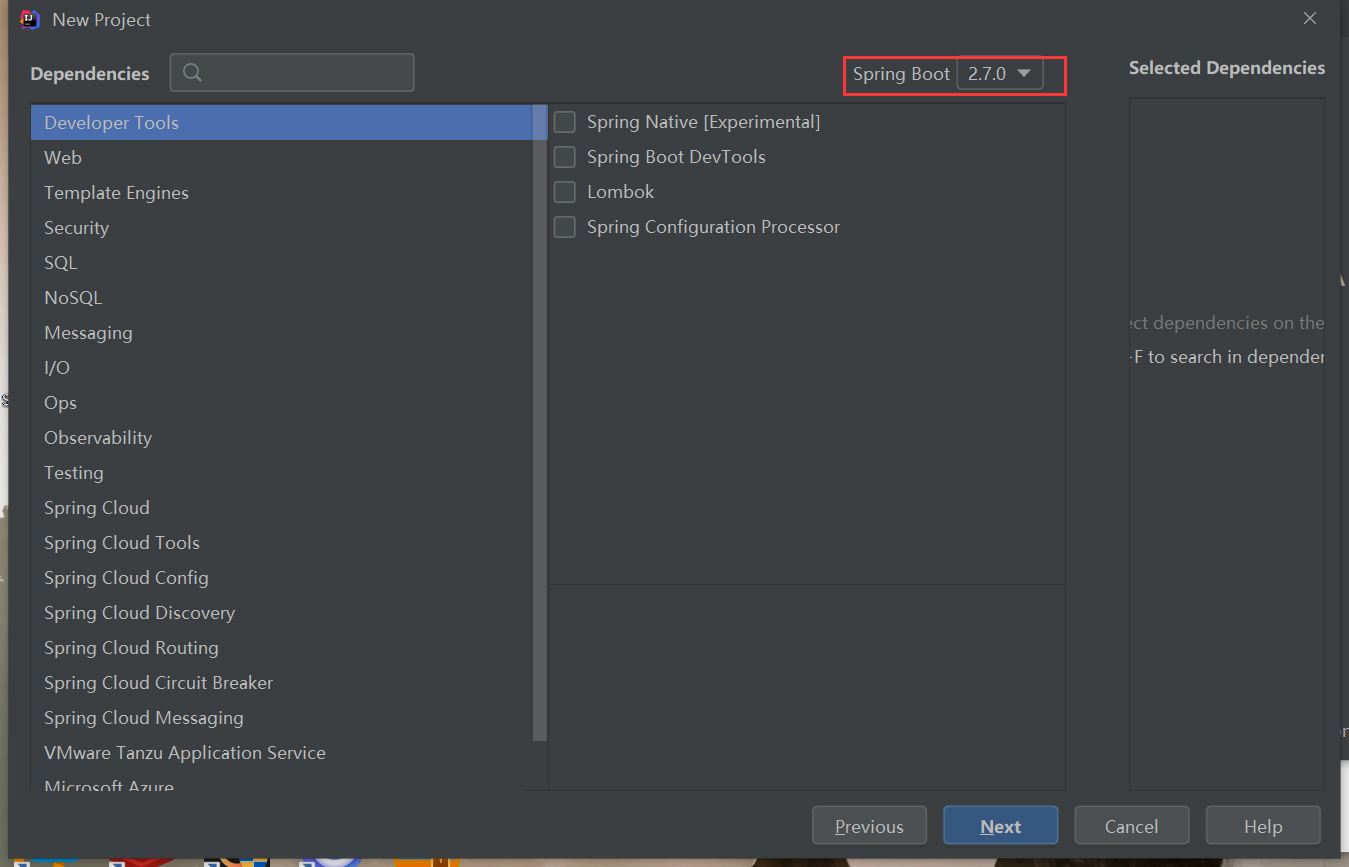 New Project
Dependencies
Spring Boot 2.7.0
Selected Dependencies
Developer Tools
Web
Template Engines
Security
SQL
NoSQL
Messaging
I/O
Ops
Observability
Testing
Spring Cloud
Spring Cloud Tools
Spring Cloud Config
Spring Cloud Discovery
Spring Cloud Routing
Spring Cloud Circuit Breaker
Spring Cloud Messaging
VMware Tanzu Application Service
Microsoft Azure
Spring Native [Experimental]
Spring Boot DevTools
Lombok
Spring Configuration Processor
dependencies on the
F to search in
Previous
Next
Cancel
Help